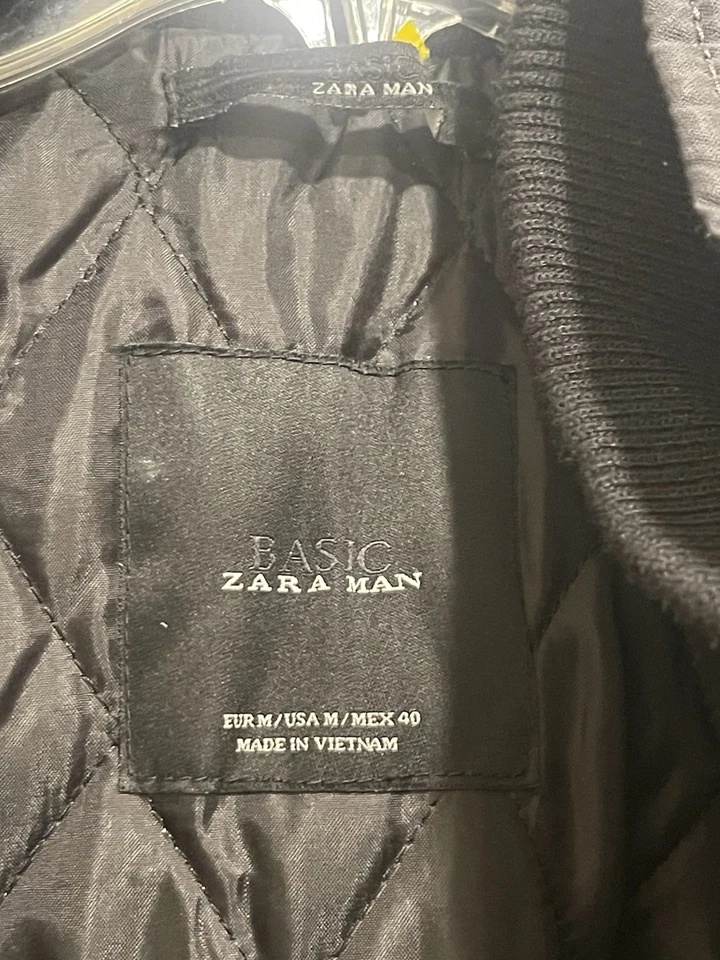 BASIC
ZARA MAN
BASIC
ZARA MAN
EUR M/USA M/MEX 40
MADE IN VIETNAM